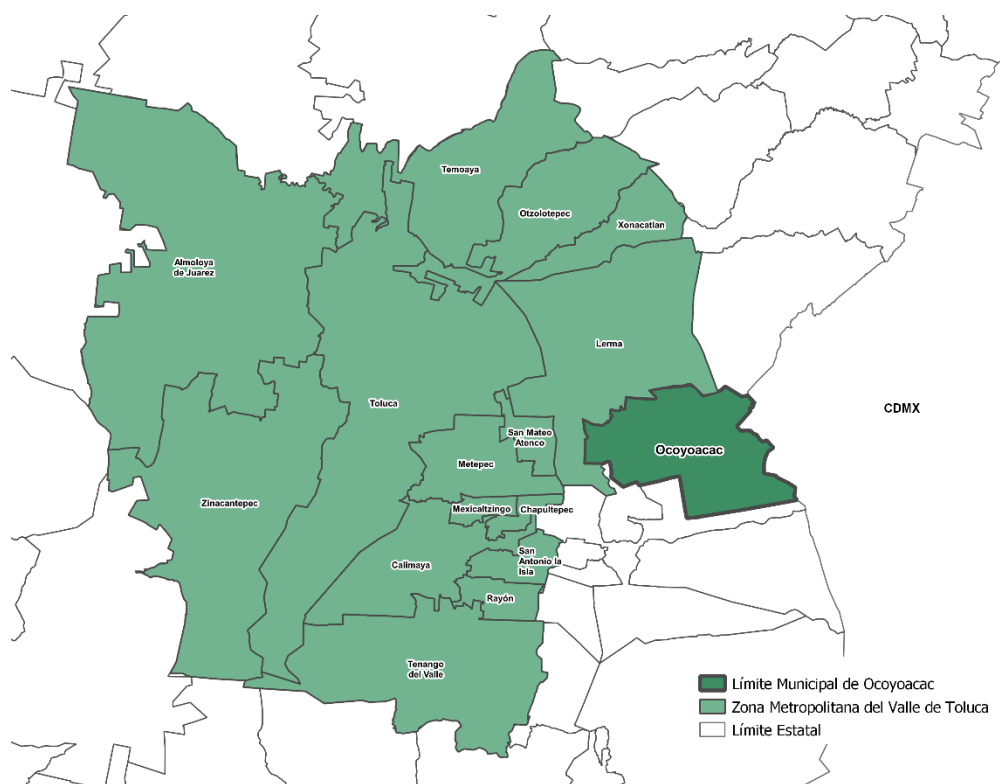 Temoaya
Otzolotepec
Xonacatlan
Almoloya
de Juarez
Lerma
Toluca
CDMX
San Mateo
Atenco
Ocoyoacac
Metepec
Zinacantepec
Mexicaltzingo
Chapultepec
Calimaya
San
Antonio la
Isla
Rayón
Tenango
del Valle
Límite Municipal de Ocoyoacac
Zona Metropolitana del Valle de Toluca
Límite Estatal